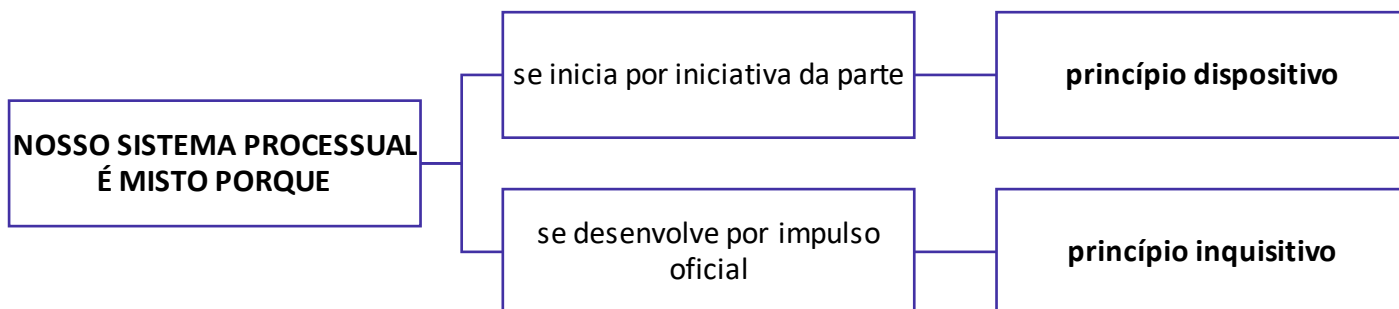 NOSSO SISTEMA PROCESSUAL
É MISTO PORQUE
se inicia por iniciativa da parte
princípio dispositivo
se desenvolve por impulso
oficial
princípio inquisitivo